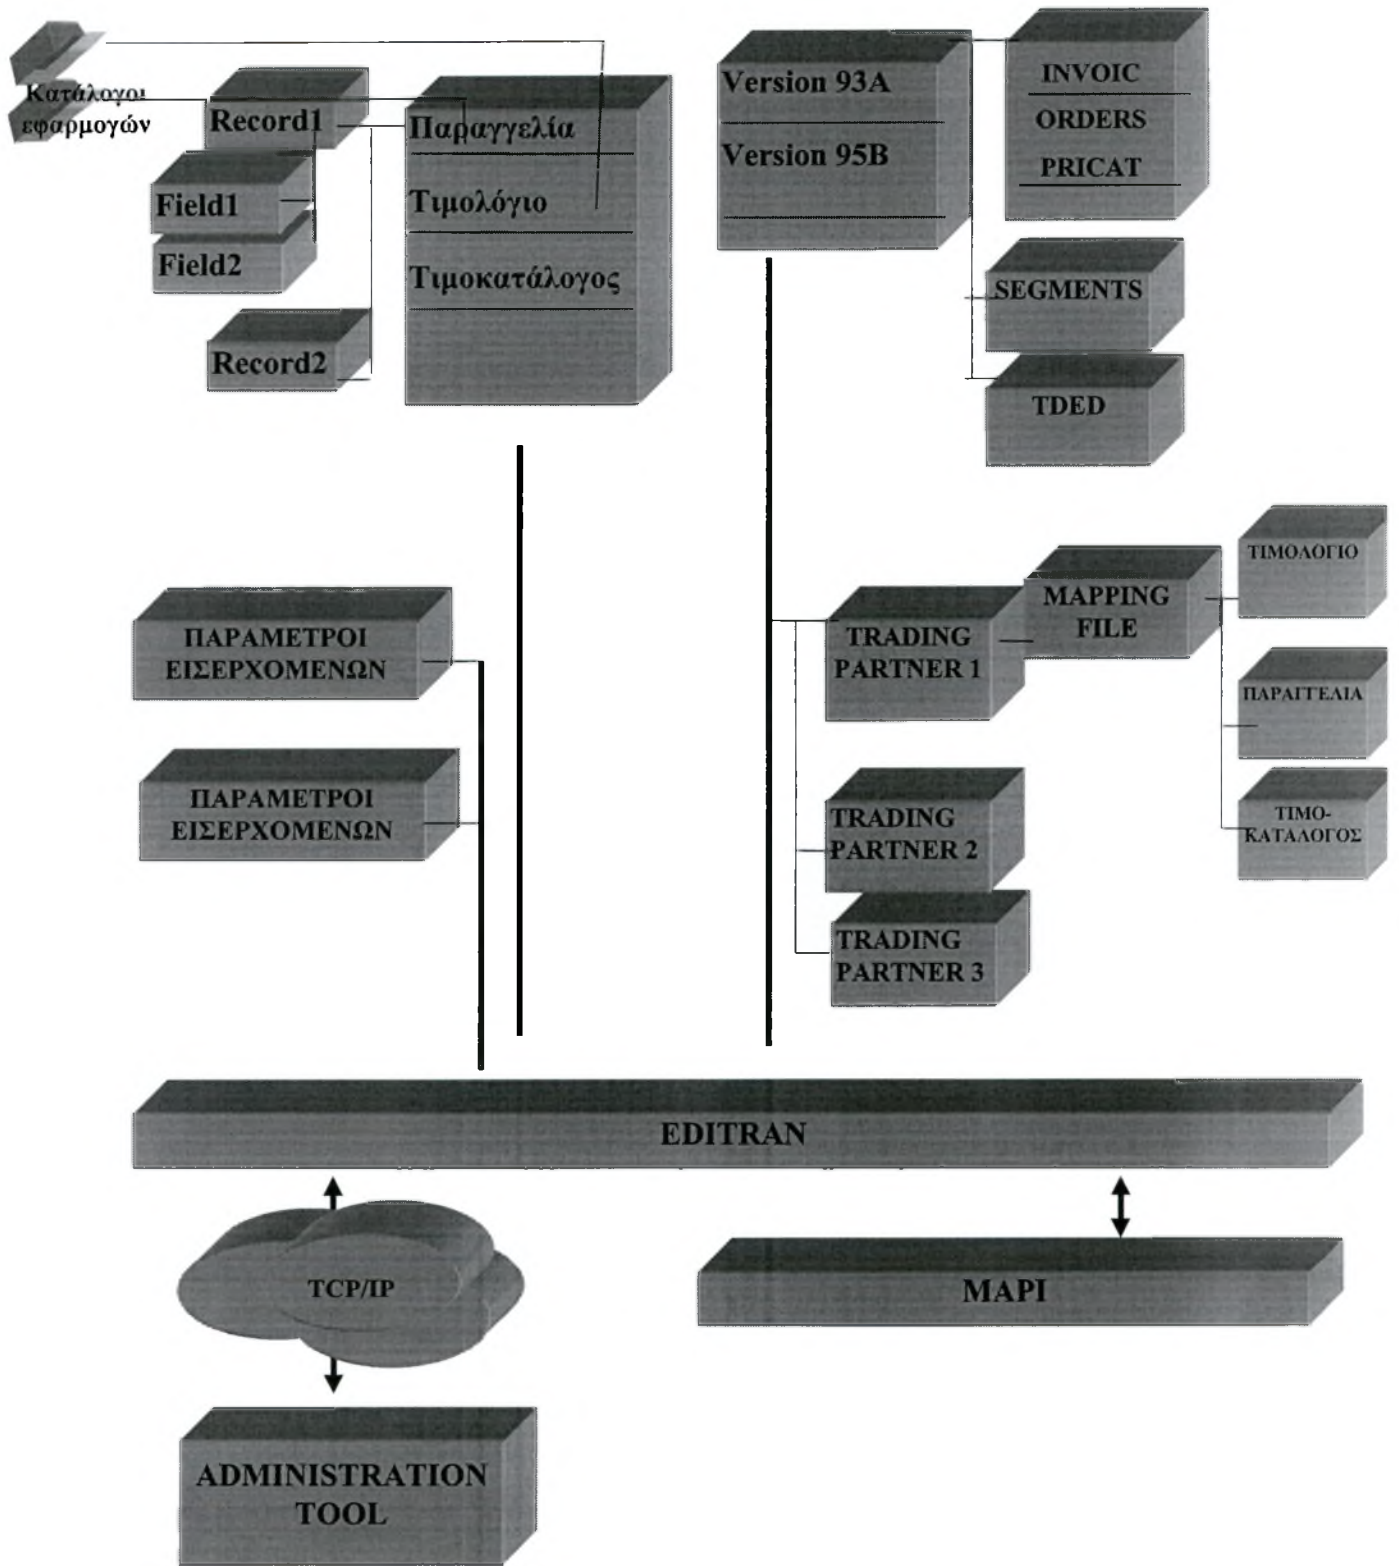 Κατάλογοι
εφαρμογών
Record1
Field1
Field2
Record2
Παραγγελία
Τιμολόγιο
Τιμοκατάλογος
Version 93A
Version 95B
INVOIC
ORDERS
PRICAT
SEGMENTS
TDED
ΠΑΡΑΜΕΤΡΟΙ
ΕΙΣΕΡΧΟΜΕΝΩΝ
ΠΑΡΑΜΕΤΡΟΙ
ΕΙΣΕΡΧΟΜΕΝΩΝ
TRADING
PARTNER 1
MAPPING
FILE
ΤΙΜΟΛΟΓΙΟ
ΠΑΡΑΓΓΕΛΙΑ
ΤΙΜΟ-
ΚΑΤΑΛΟΓΟΣ
TRADING
PARTNER 2
TRADING
PARTNER 3
EDITRAN
TCP/IP
MAPI
ADMINISTRATION
TOOL